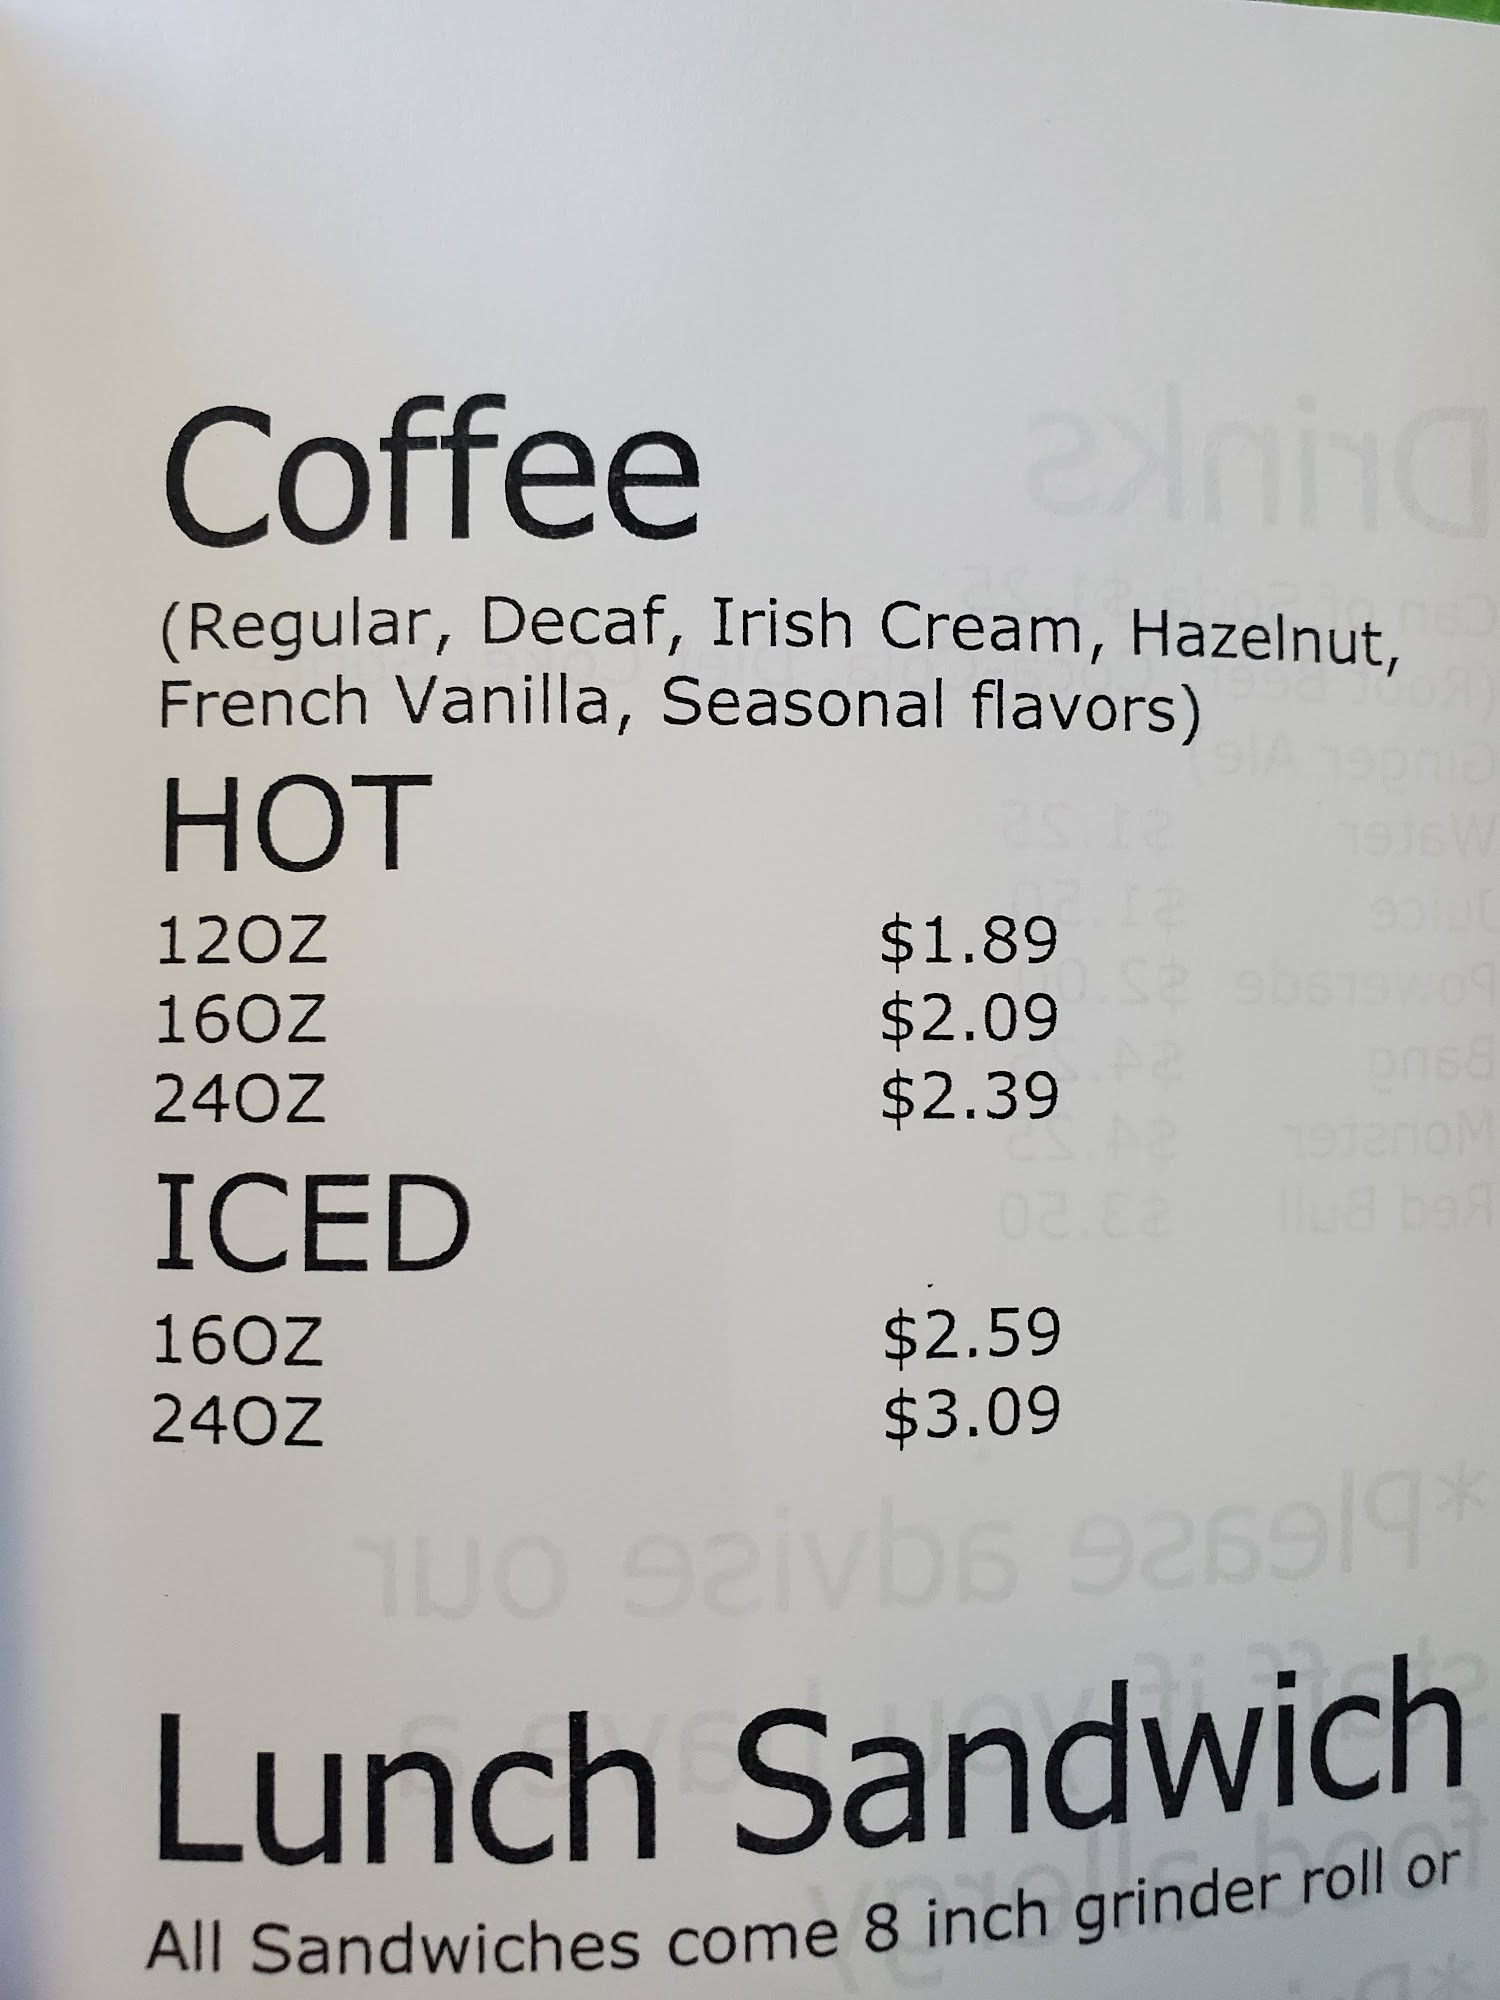 Coffee
(Regular, Decaf, Irish Cream, Hazelnut,
French Vanilla, Seasonal flavors)
HOT
12OZ $1.89
16OZ $2.09
24OZ $2.39
ICED
16OZ $2.59
24OZ $3.09
Lunch Sandwich
All Sandwiches come 8 inch grinder roll or